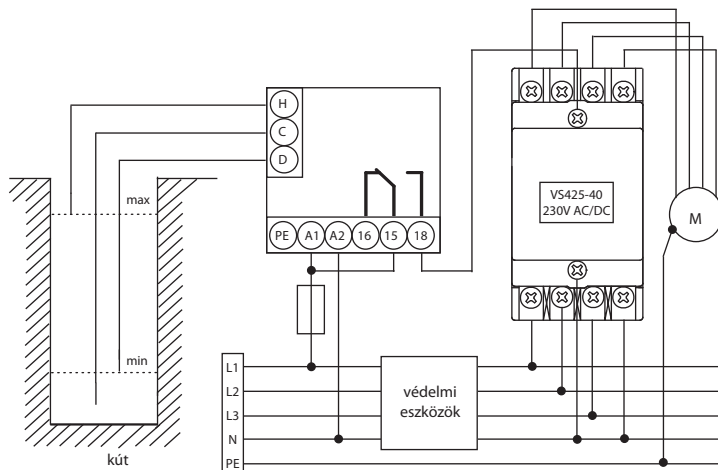 H
C
D
PE A1 A2 16 15 18
VS425-40
230V AC/DC
M
max
min
kút
L1
L2
L3
N
PE
védelmi
eszközök